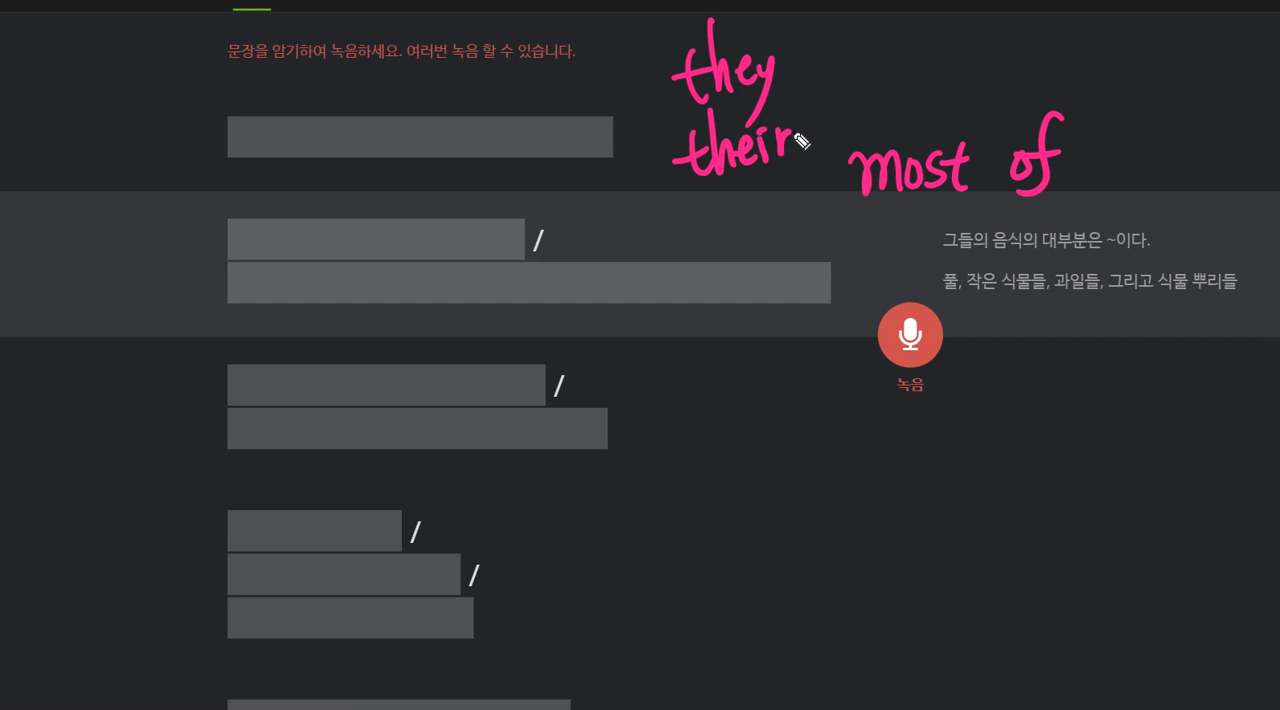 문장을 암기하여 녹음하세요. 여러번 녹음 할 수 있습니다.
they
their
most of
/
그들의 음식의 대부분은 ~이다.
풀, 작은 식물들, 과일들, 그리고 식물 뿌리들
녹음
/
/
/